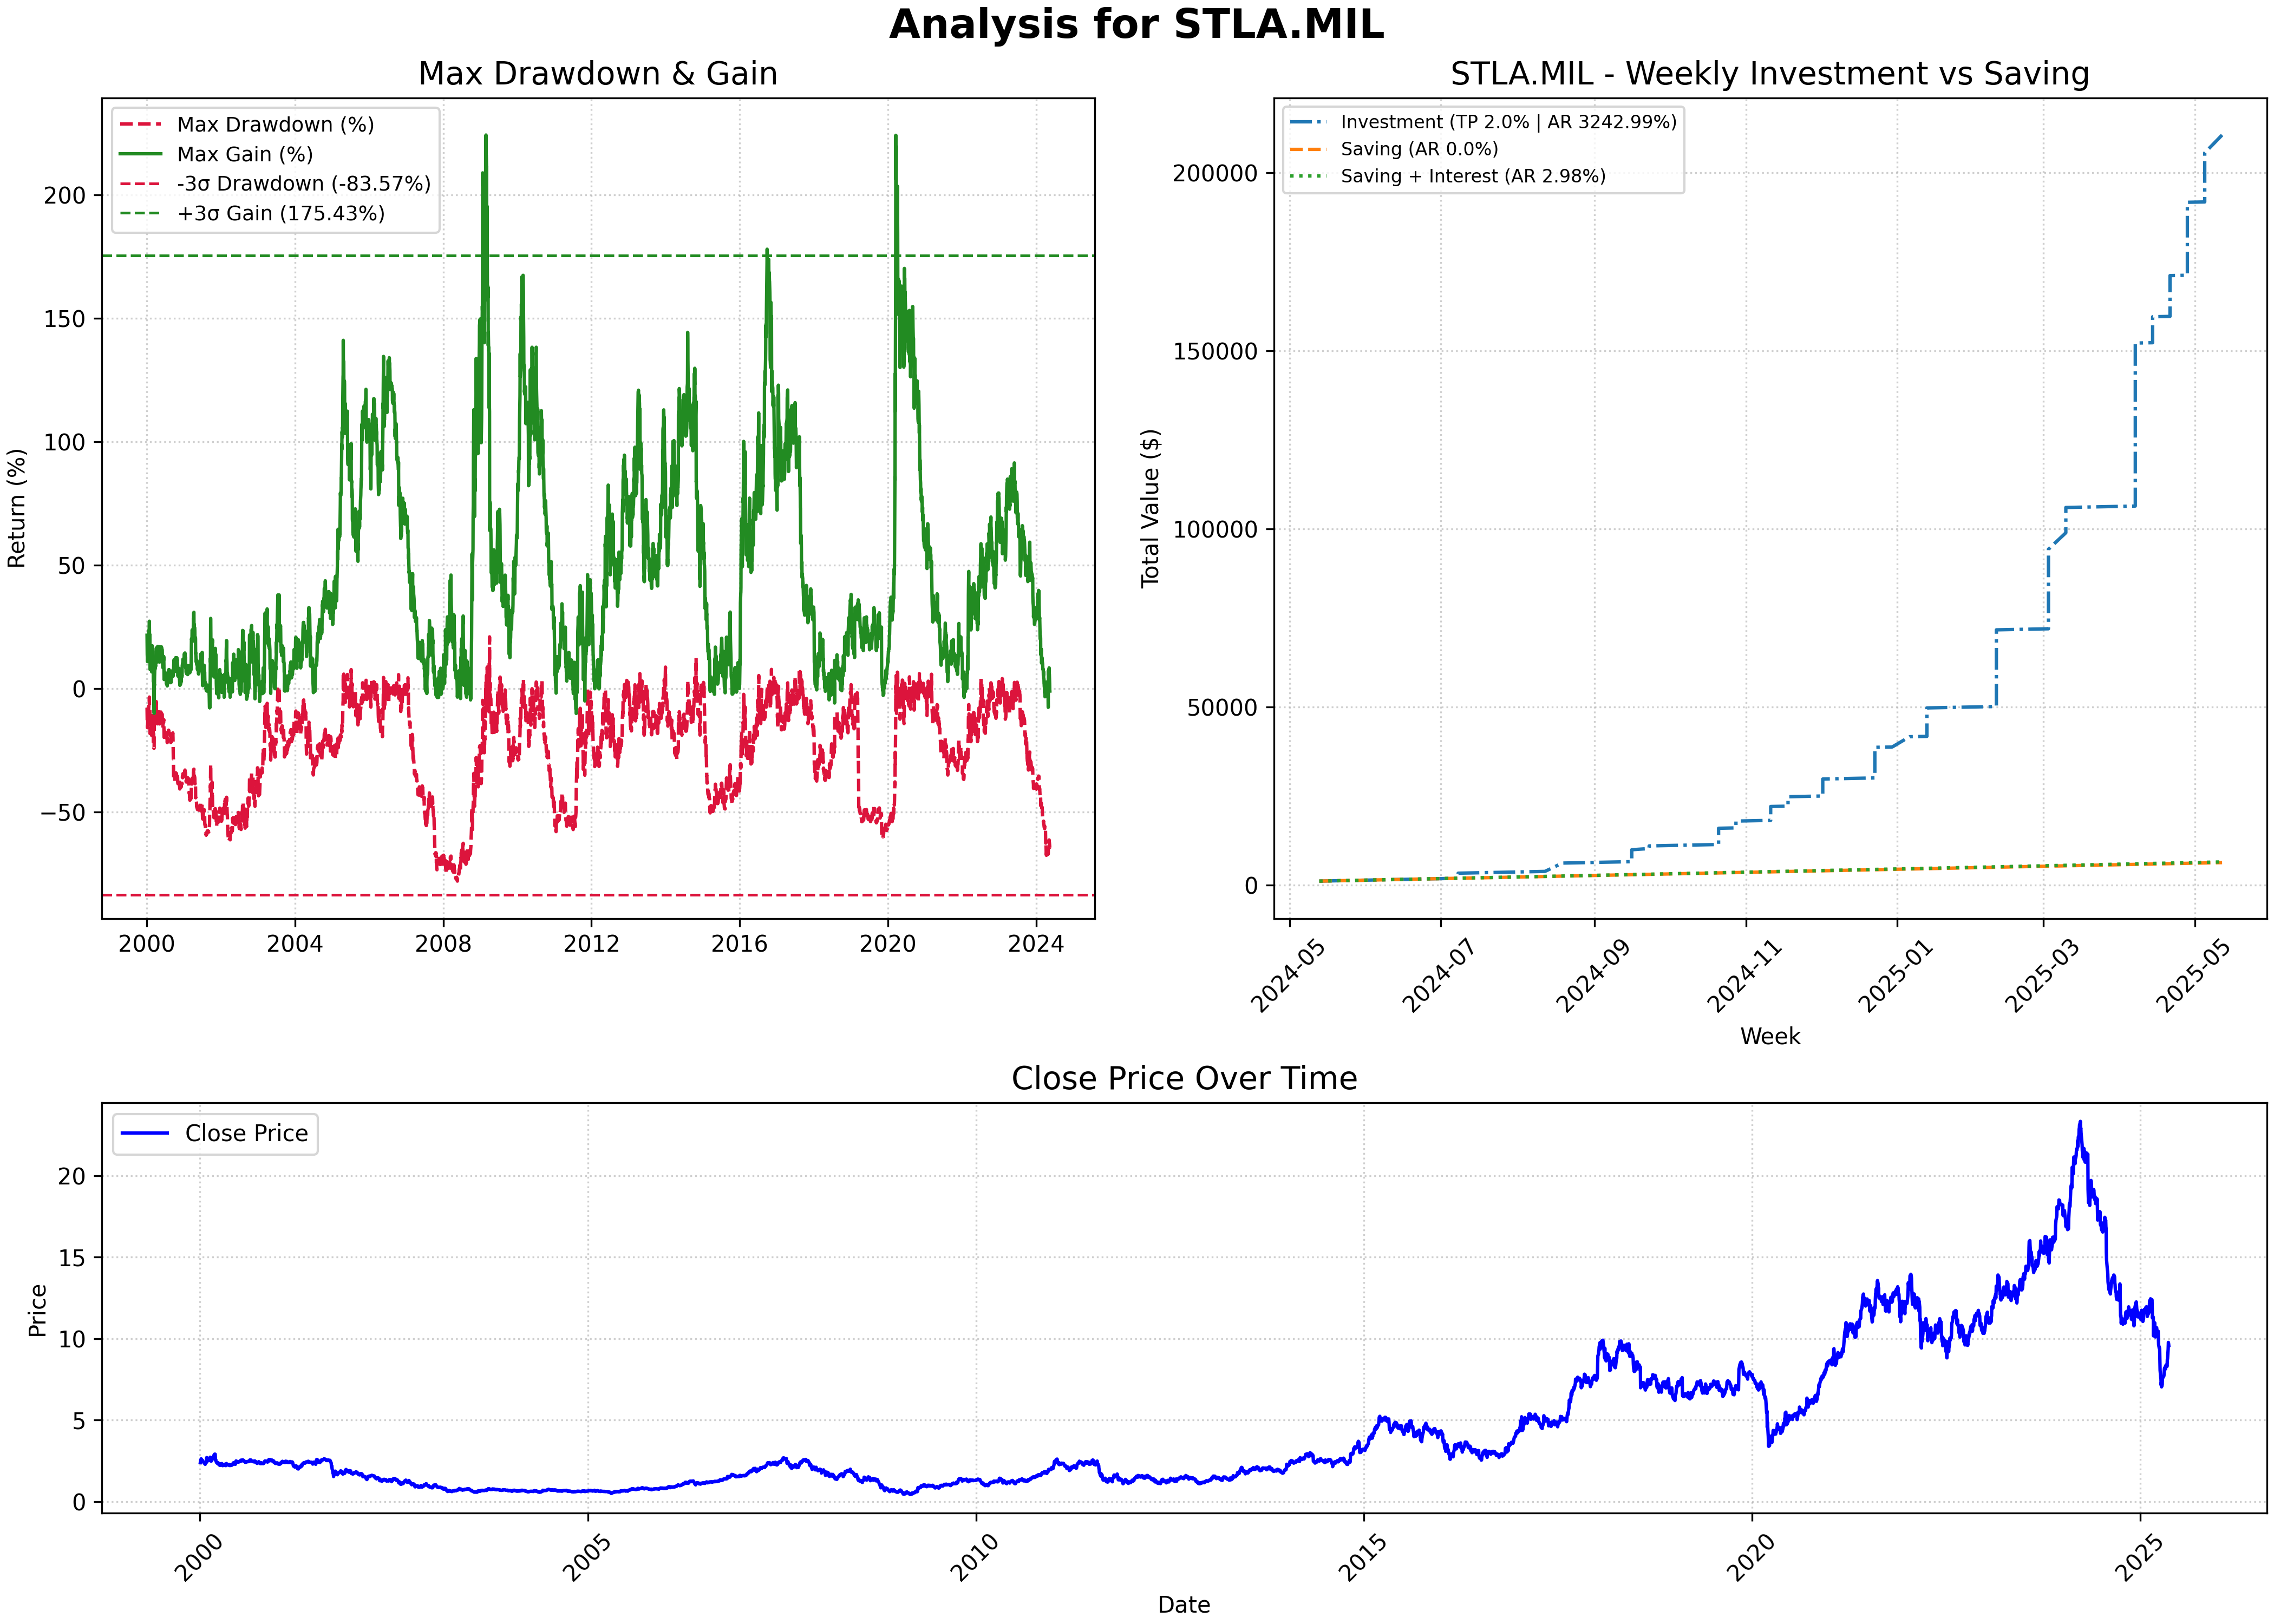 Analysis for STLA.MIL
Max Drawdown & Gain
Max Drawdown (%)
Max Gain (%)
-3σ Drawdown (-83.57%)
+3σ Gain (175.43%)
Return (%)
200
150
100
50
0
−50
2000
2004
2008
2012
2016
2020
2024
STLA.MIL - Weekly Investment vs Saving
Investment (TP 2.0% | AR 3242.99%)
Saving (AR 0.0%)
Saving + Interest (AR 2.98%)
Total Value ($)
200000
150000
100000
50000
0
2024-05
2024-07
2024-09
2024-11
2025-01
2025-03
2025-05
Week
Close Price Over Time
Close Price
Price
20
15
10
5
0
2000
2005
2010
2015
2020
2025
Date